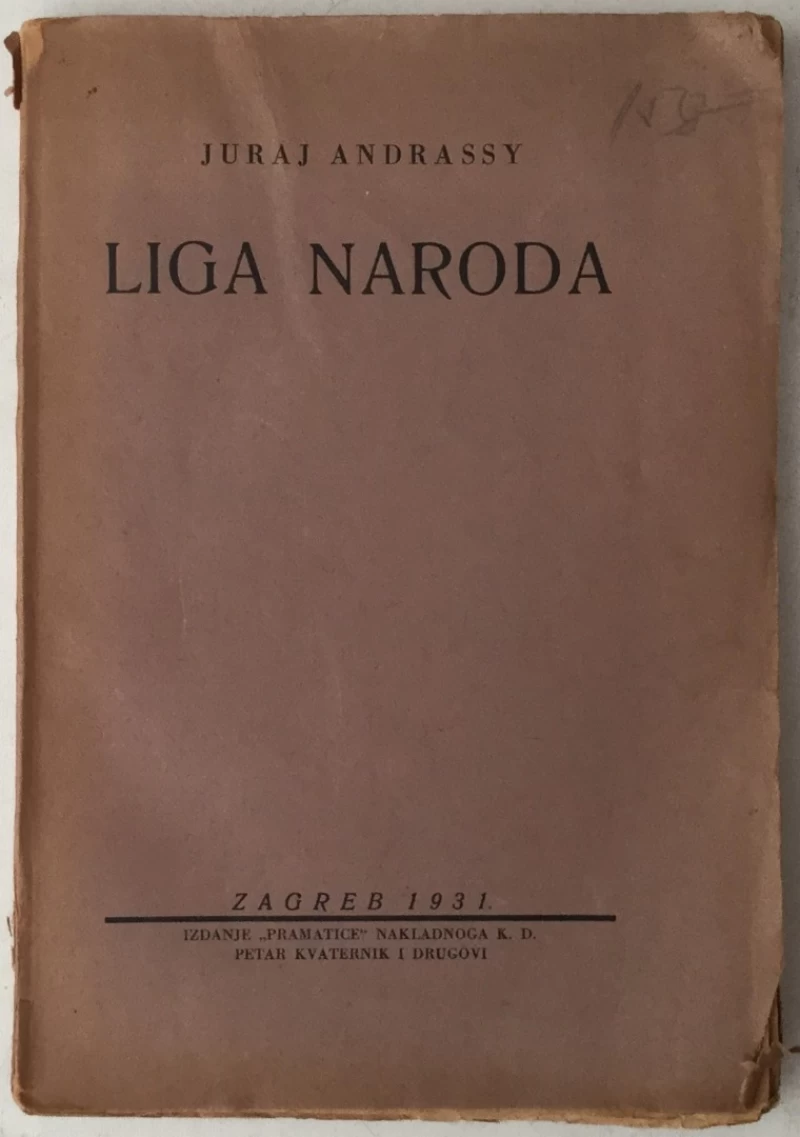 JURAJ ANDRASSY
LIGA NARODA
ZAGREB 1931.
IZDANJE „PRAMATICE“ NAKLADNOGA K. D.
PETAR KVATERNIK I DRUGOVI